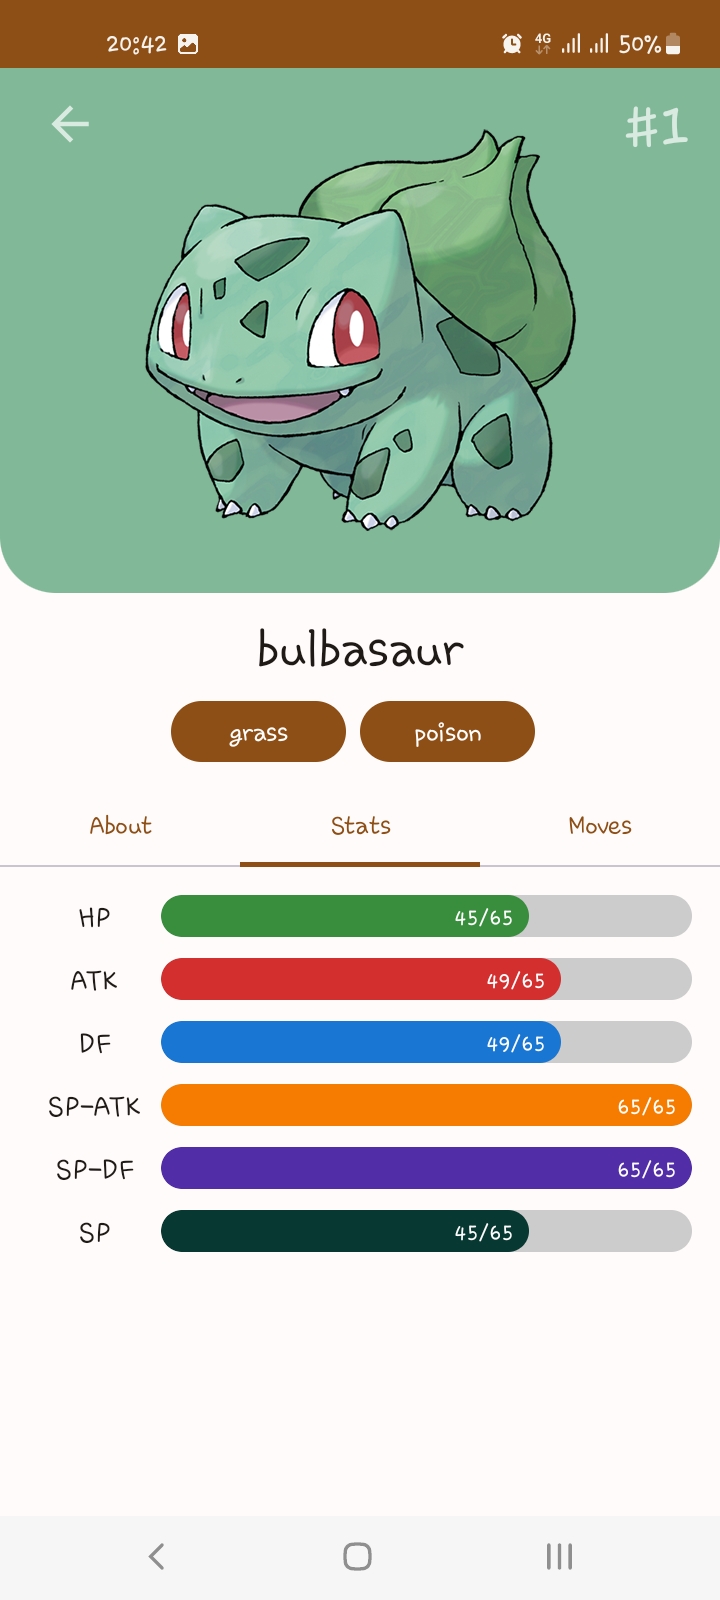 20:42 4G 50%
#1
bulbasaur
grass poison
About Stats Moves
HP 45/65
ATK 49/65
DF 49/65
SP-ATK 65/65
SP-DF 65/65
SP 45/65